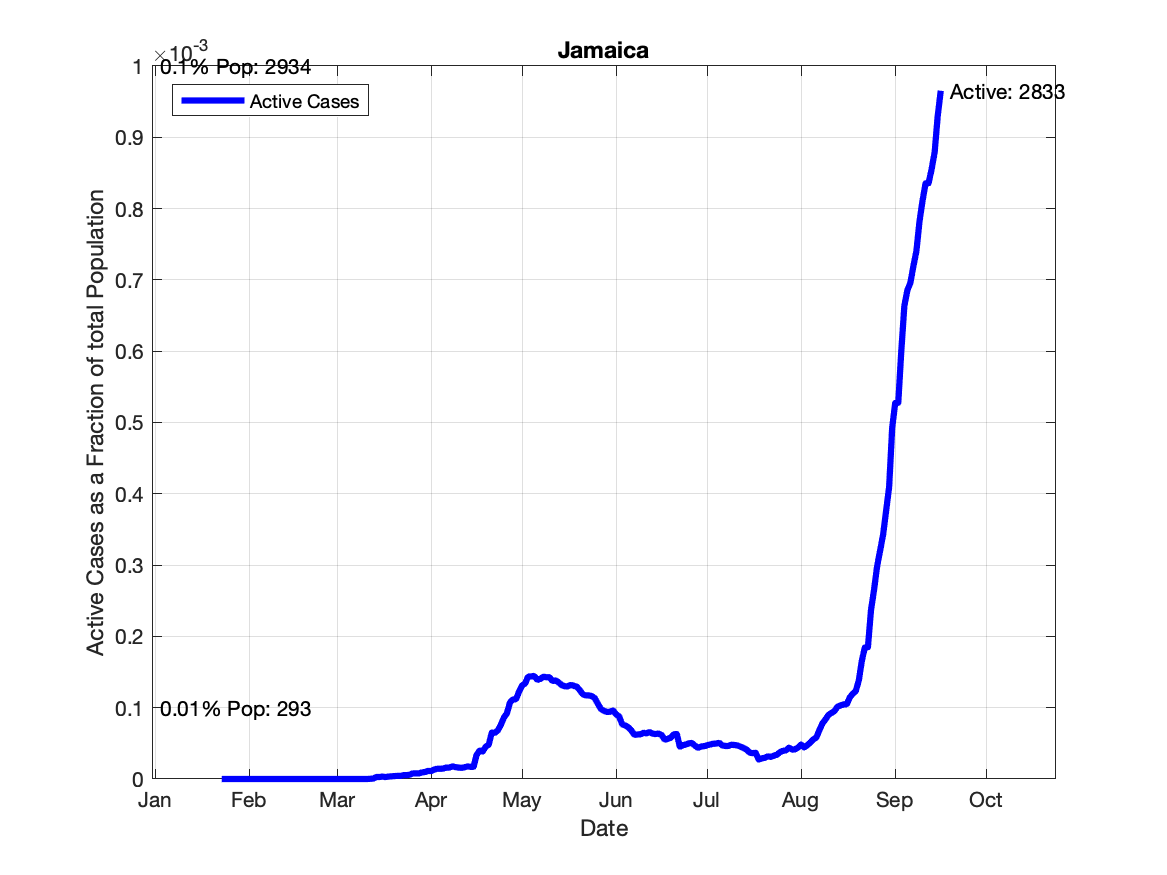 Jamaica
×10-3
0.1% Pop: 2934
Active Cases
Active: 2833
0.01% Pop: 293
1
0.9
0.8
0.7
0.6
0.5
0.4
0.3
0.2
0.1
0
Active Cases as a Fraction of total Population
Jan Feb Mar Apr May Jun Jul Aug Sep Oct
Date